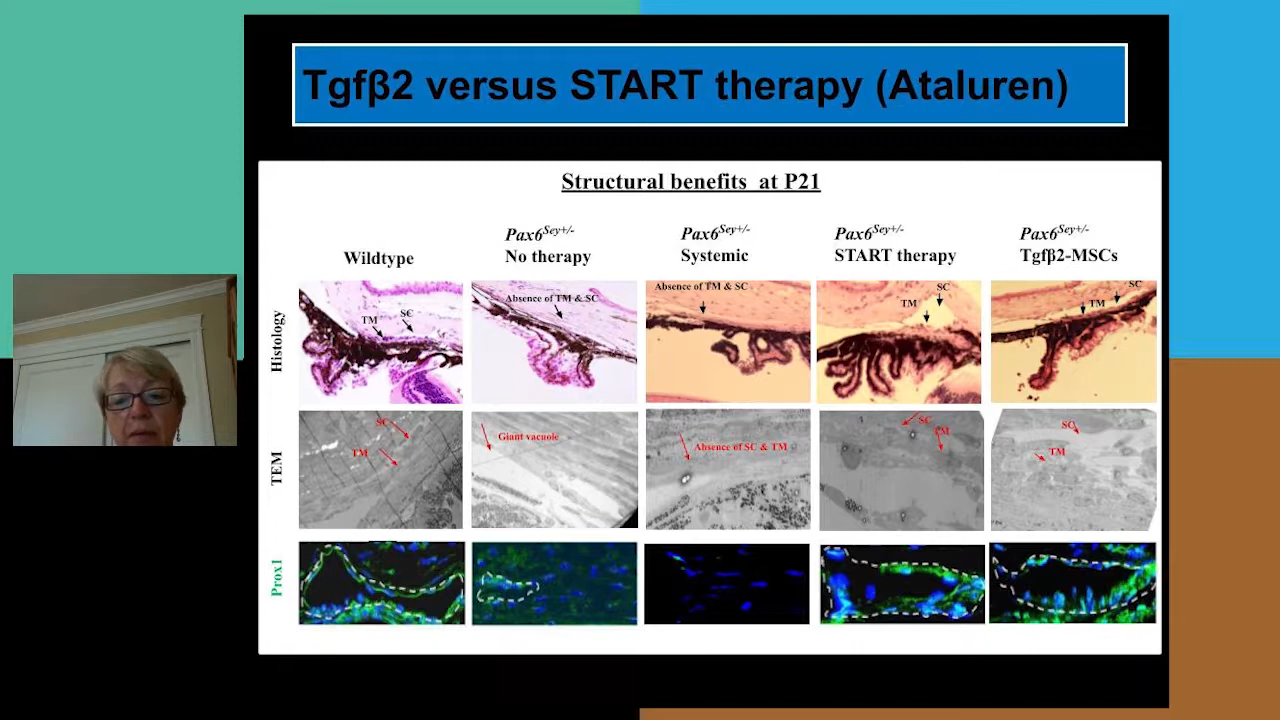 Tgfβ2 versus START therapy (Ataluren)
Structural benefits at P21
Wildtype
Pax6Sey+/-
No therapy
Pax6Sey+/-
Systemic
Pax6Sey+/-
START therapy
Pax6Sey+/-
Tgfβ2-MSCs
Histology
TM
SC
Absence of TM & SC
Absence of TM & SC
TM
SC
TM
SC
TEM
SC
TM
Giant vacuole
Absence of SC & TM
SC
TM
SC
TM
Prox1